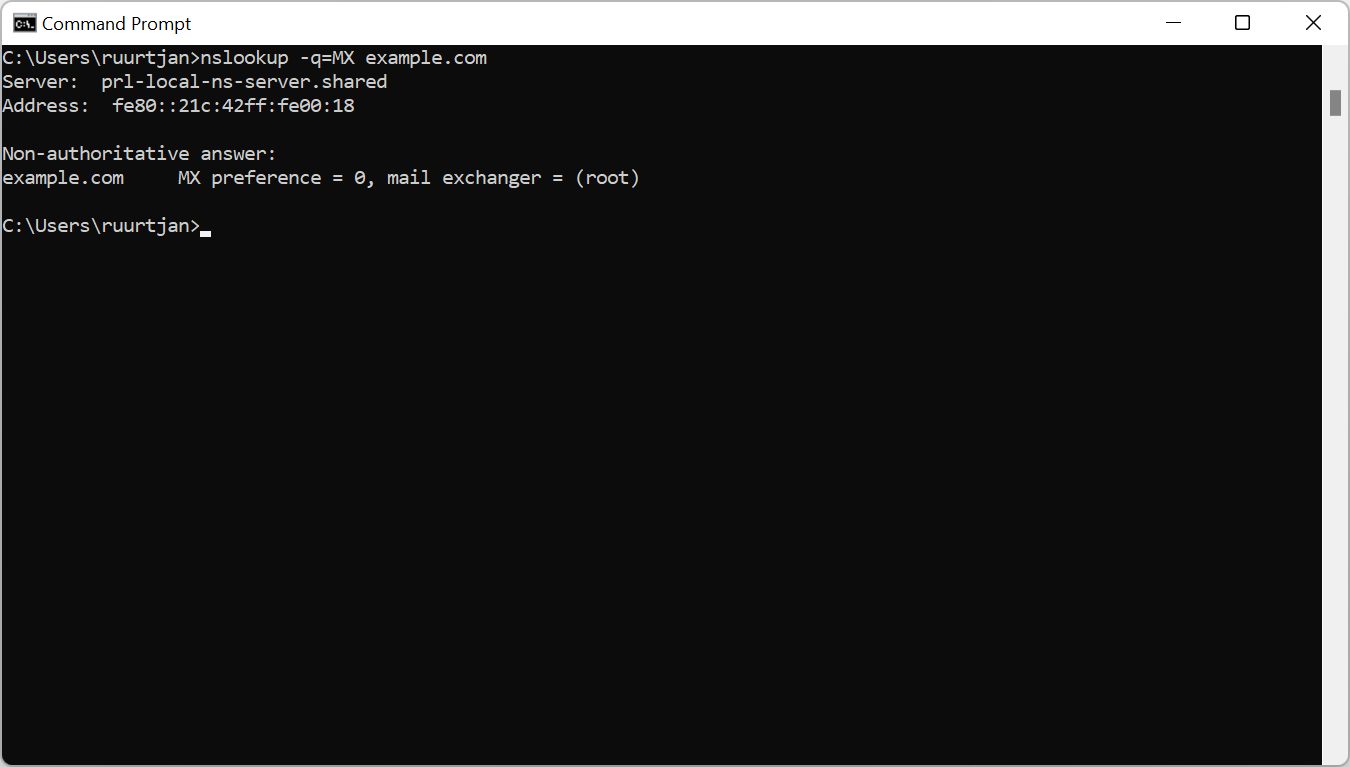 Command Prompt
C:\Users\ruurtjan>nslookup -q=MX example.com
Server:  prl-local-ns-server.shared
Address:  fe80::21c:42ff:fe00:18
Non-authoritative answer:
example.com     MX preference = 0, mail exchanger = (root)
C:\Users\ruurtjan>